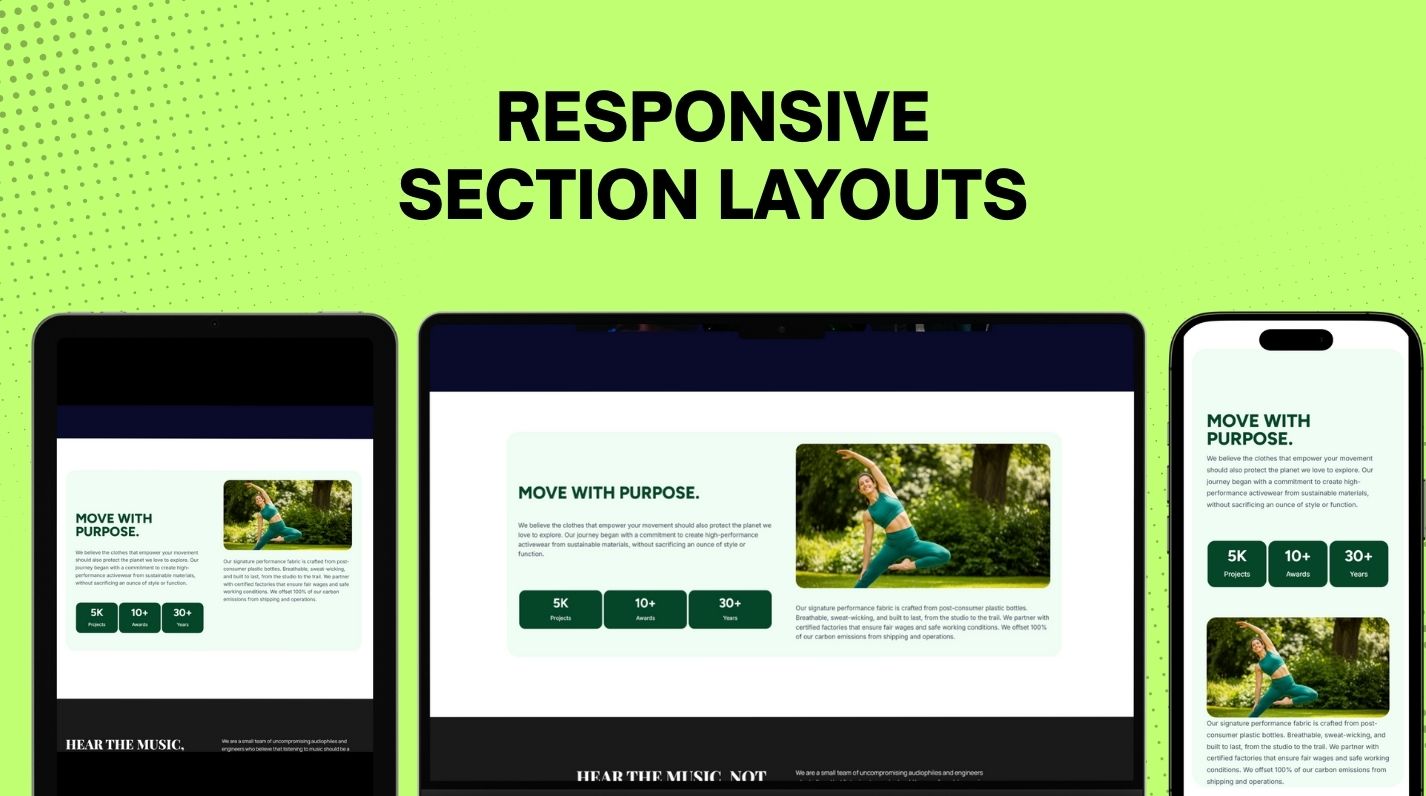 RESPONSIVE
SECTION LAYOUTS
MOVE WITH
PURPOSE.
We believe the clothes that empower your movement
should also protect the planet we love to explore. Our
journey began with a commitment to create high-
performance activewear from sustainable materials,
without sacrificing an ounce of style or function.
5K
Projects
10+
Awards
30+
Years
Our signature performance fabric is crafted from post-
consumer plastic bottles. Breathable, sweat-wicking,
and built to last, from the studio to the trail. We partner
with certified factories that ensure fair wages and safe
working conditions. We offset 100% of our carbon
emissions from shipping and operations.
HEAR THE MUSIC,
We are a small team of uncompromising audiophiles and
engineers who believe that listening to music should be a
MOVE WITH PURPOSE.
We believe the clothes that empower your movement should also protect the planet we
love to explore. Our journey began with a commitment to create high-performance
activewear from sustainable materials, without sacrificing an ounce of style or
function.
5K
Projects
10+
Awards
30+
Years
Our signature performance fabric is crafted from post-consumer plastic bottles.
Breathable, sweat-wicking, and built to last, from the studio to the trail. We partner with
certified factories that ensure fair wages and safe working conditions. We offset 100%
of our carbon emissions from shipping and operations.
HEAR THE MUSIC, NOT
We are a small team of uncompromising audiophiles and engineers
MOVE WITH
PURPOSE.
We believe the clothes that empower your movement
should also protect the planet we love to explore. Our
journey began with a commitment to create high-
performance activewear from sustainable materials,
without sacrificing an ounce of style or function.
5K
Projects
10+
Awards
30+
Years
Our signature performance fabric is crafted from post-
consumer plastic bottles. Breathable, sweat-wicking, and
built to last, from the studio to the trail. We partner with
certified factories that ensure fair wages and safe working
conditions. We offset 100% of our carbon emissions from
shipping and operations.